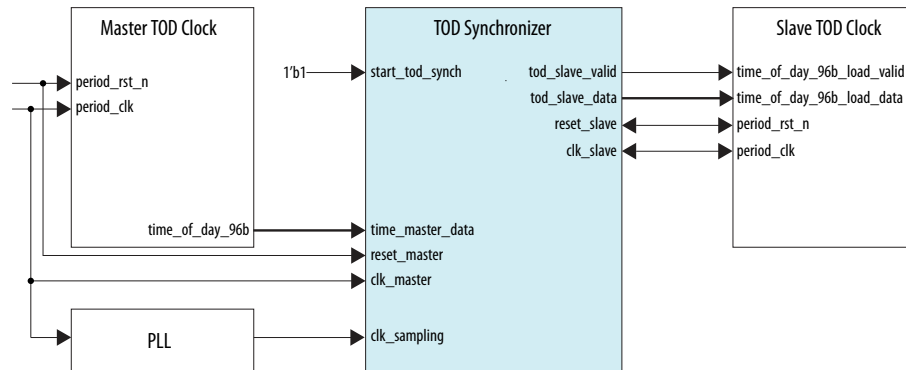 Master TOD Clock
period_rst_n
period_clk
time_of_day_96b
PLL
1'b1
TOD Synchronizer
start_tod_synch
tod_slave_valid
tod_slave_data
reset_slave
clk_slave
time_master_data
reset_master
clk_master
clk_sampling
Slave TOD Clock
time_of_day_96b_load_valid
time_of_day_96b_load_data
period_rst_n
period_clk